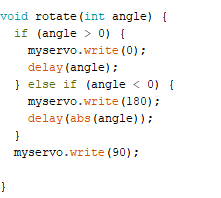 void rotate(int angle) {
  if (angle > 0) {
    myservo.write(0);
    delay(angle);
  } else if (angle < 0) {
    myservo.write(180);
    delay(abs(angle));
  }
  myservo.write(90);
}